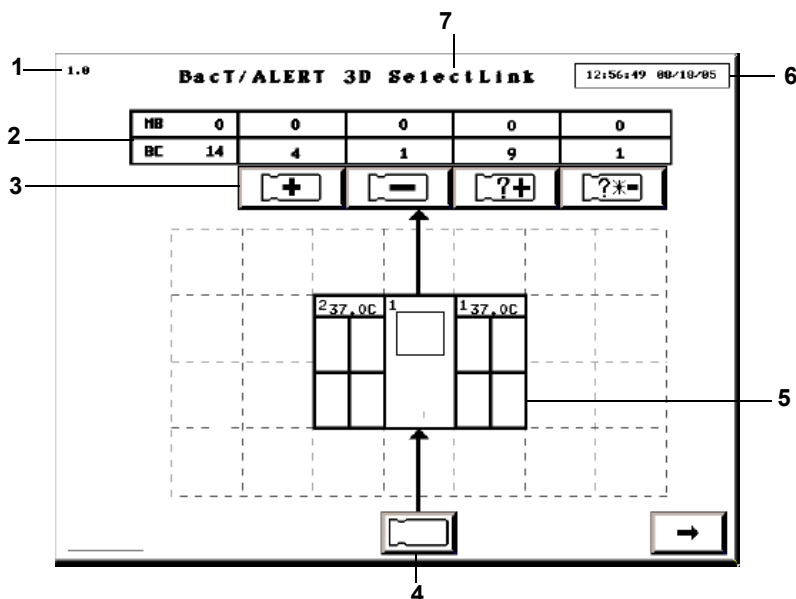 7
1 1.0 BacT/ALERT 3D SelectLink 12:56:49 08/18/05 6
2
MB 0 0 0 0 0
BC 14 4 1 9 1
3 + − ?+ ?*-
2 37.0C 1 1 37.0C
5
→
4